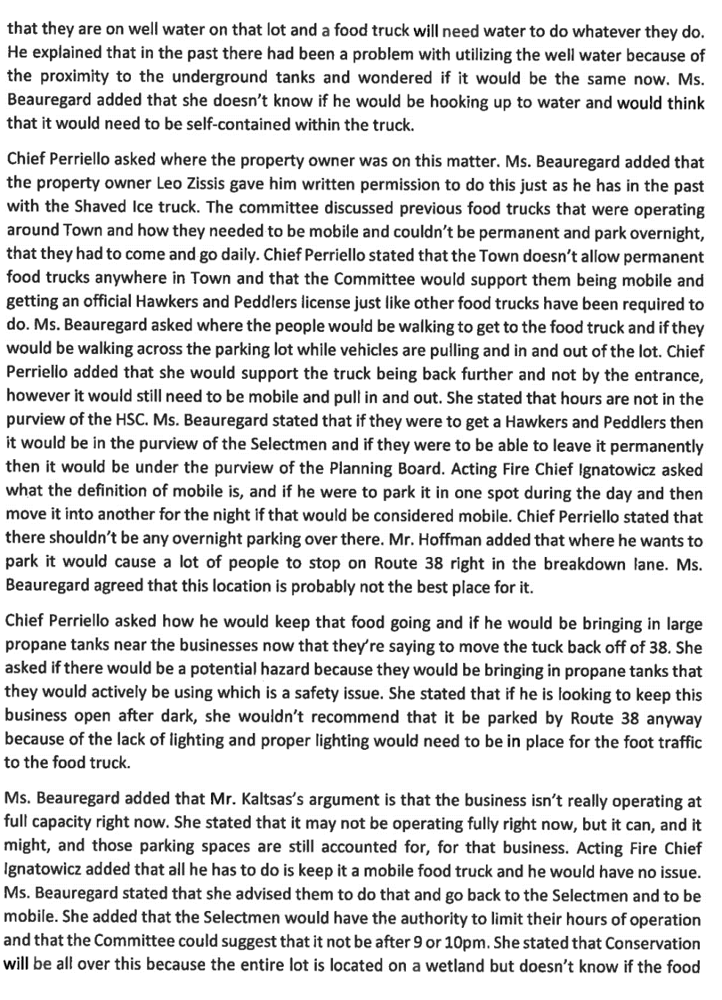 that they are on well water on that lot and a food truck will need water to do whatever they do.
He explained that in the past there had been a problem with utilizing the well water because of
the proximity to the underground tanks and wondered if it would be the same now. Ms.
Beauregard added that she doesn't know if he would be hooking up to water and would think
that it would need to be self-contained within the truck.
Chief Perriello asked where the property owner was on this matter. Ms. Beauregard added that
the property owner Leo Zissis gave him written permission to do this just as he has in the past
with the Shaved Ice truck. The committee discussed previous food trucks that were operating
around Town and how they needed to be mobile and couldn't be permanent and park overnight,
that they had to come and go daily. Chief Perriello stated that the Town doesn't allow permanent
food trucks anywhere in Town and that the Committee would support them being mobile and
getting an official Hawkers and Peddlers license just like other food trucks have been required to
do. Ms. Beauregard asked where the people would be walking to get to the food truck and if they
would be walking across the parking lot while vehicles are pulling and in and out of the lot. Chief
Perriello added that she would support the truck being back further and not by the entrance,
however it would still need to be mobile and pull in and out. She stated that hours are not in the
purview of the HSC. Ms. Beauregard stated that if they were to get a Hawkers and Peddlers then
it would be in the purview of the Selectmen and if they were to be able to leave it permanently
then it would be under the purview of the Planning Board. Acting Fire Chief Ignatowicz asked
what the definition of mobile is, and if he were to park it in one spot during the day and then
move it into another for the night if that would be considered mobile. Chief Perriello stated that
there shouldn't be any overnight parking over there. Mr. Hoffman added that where he wants to
park it would cause a lot of people to stop on Route 38 right in the breakdown lane. Ms.
Beauregard agreed that this location is probably not the best place for it.
Chief Perriello asked how he would keep that food going and if he would be bringing in large
propane tanks near the businesses now that they're saying to move the tuck back off of 38. She
asked if there would be a potential hazard because they would be bringing in propane tanks that
they would actively be using which is a safety issue. She stated that if he is looking to keep this
business open after dark, she wouldn't recommend that it be parked by Route 38 anyway
because of the lack of lighting and proper lighting would need to be in place for the foot traffic
to the food truck.
Ms. Beauregard added that Mr. Kaltsas's argument is that the business isn't really operating at
full capacity right now. She stated that it may not be operating fully right now, but it can, and it
might, and those parking spaces are still accounted for, for that business. Acting Fire Chief
Ignatowicz added that all he has to do is keep it a mobile food truck and he would have no issue.
Ms. Beauregard stated that she advised them to do that and go back to the Selectmen and to be
mobile. She added that the Selectmen would have the authority to limit their hours of operation
and that the Committee could suggest that it not be after 9 or 10pm. She stated that Conservation
will be all over this because the entire lot is located on a wetland but doesn't know if the food